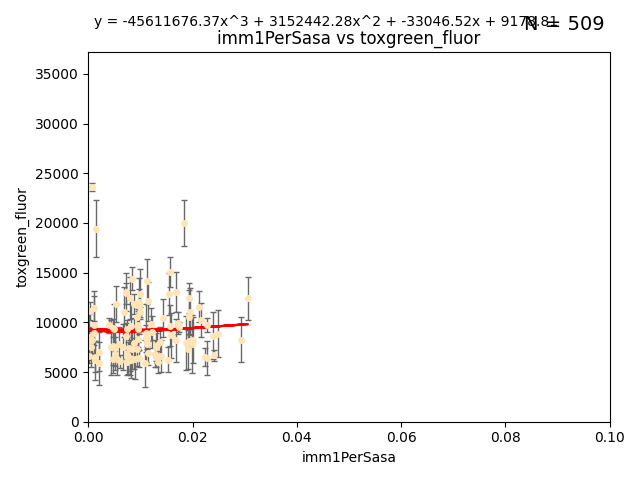 y = -45611676.37x^3 + 3152442.28x^2 + -33046.52x + 9178.81
N = 509
imm1PerSasa vs toxgreen_fluor
35000
30000
25000
20000
15000
10000
5000
0
toxgreen_fluor
0.00 0.02 0.04 0.06 0.08 0.10
imm1PerSasa